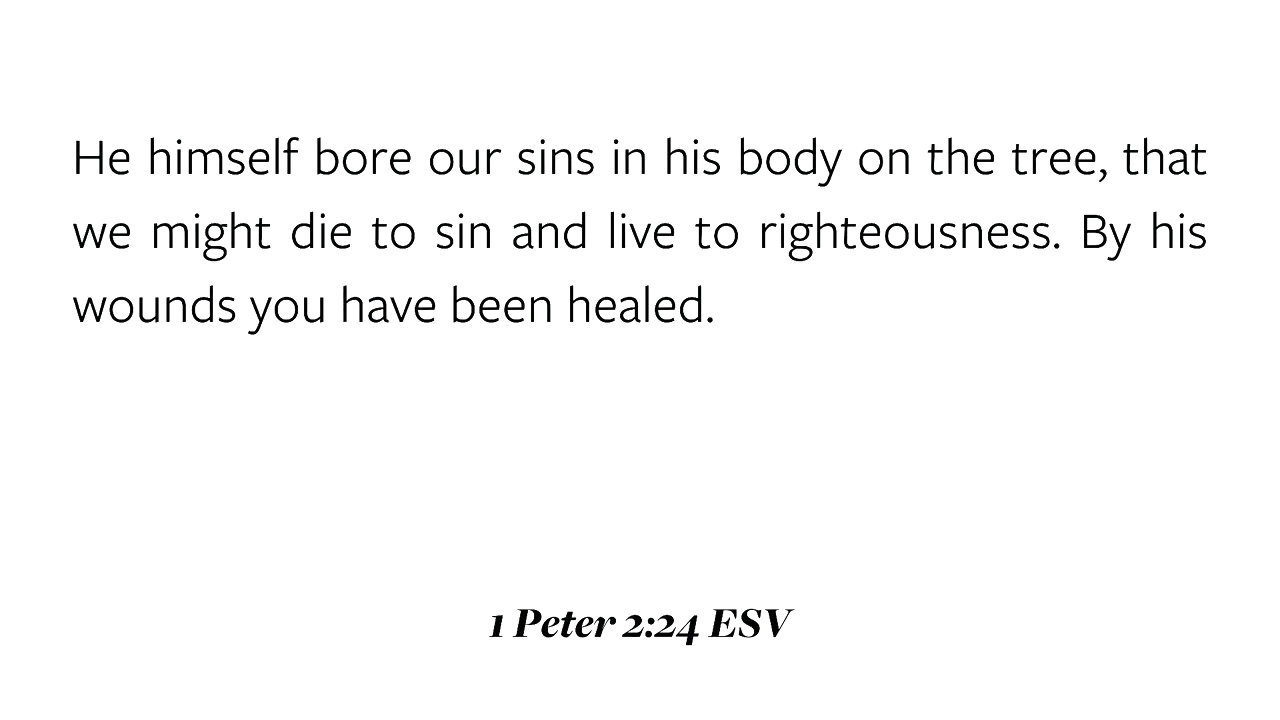 He himself bore our sins in his body on the tree, that
we might die to sin and live to righteousness. By his
wounds you have been healed.
1 Peter 2:24 ESV